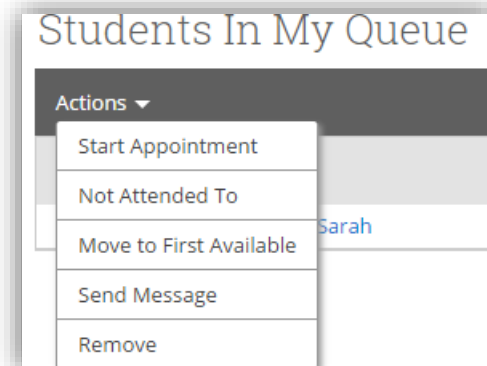 Students In My Queue
Actions
Start Appointment
Not Attended To
Sarah
Move to First Available
Send Message
Remove